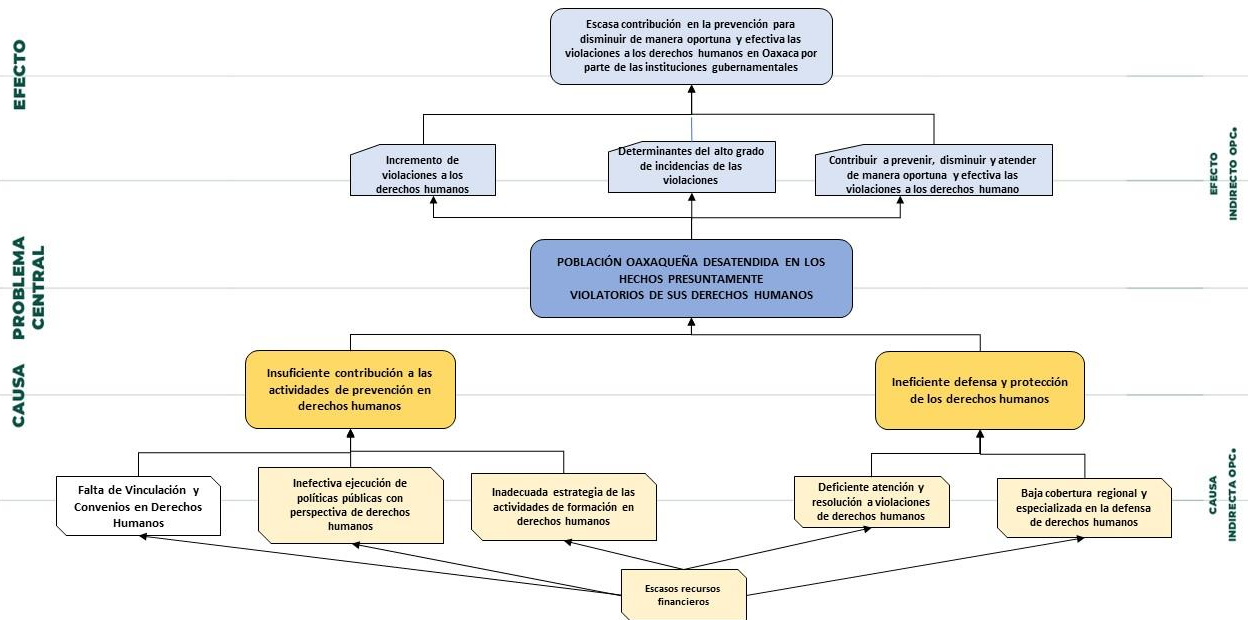 EFECTO
Escasa contribución en la prevención para
disminuir de manera oportuna y efectiva las
violaciones a los derechos humanos en Oaxaca por
parte de las instituciones gubernamentales
Incremento de
violaciones a los
derechos humanos
Determinantes del alto grado
de incidencias de las
violaciones
Contribuir a prevenir, disminuir y atender
de manera oportuna y efectiva las
violaciones a los derechos humano
EFECTO
INDIRECTO OPC.
PROBLEMA
CENTRAL
POBLACIÓN OAXAQUEÑA DESATENDIDA EN LOS
HECHOS PRESUNTAMENTE
VIOLATORIOS DE SUS DERECHOS HUMANOS
CAUSA
Insuficiente contribución a las
actividades de prevención en
derechos humanos
Ineficiente defensa y protección
de los derechos humanos
Falta de Vinculación y
Convenios en Derechos
Humanos
Inefectiva ejecución de
políticas públicas con
perspectiva de derechos
humanos
Inadecuada estrategia de las
actividades de formación en
derechos humanos
Deficiente atención y
resolución a violaciones
de derechos humanos
Baja cobertura regional y
especializada en la defensa
de derechos humanos
CAUSA
INDIRECTA OPC.
Escasos recursos
financieros